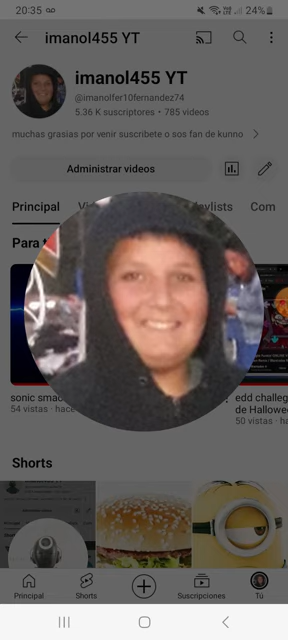 20:35
24%
imanol455 YT
imanol455 YT
@imanolfer10fernandez74
5.36 K suscriptores • 785 videos
muchas grasias por venir suscribete o sos fan de kunno
Administrar videos
Principal
Com
Para
sonic smac
54 vistas · hace
edd challeg
de Hallowe
50 vistas · h
Shorts
Principal
Shorts
Suscripciones
Tú